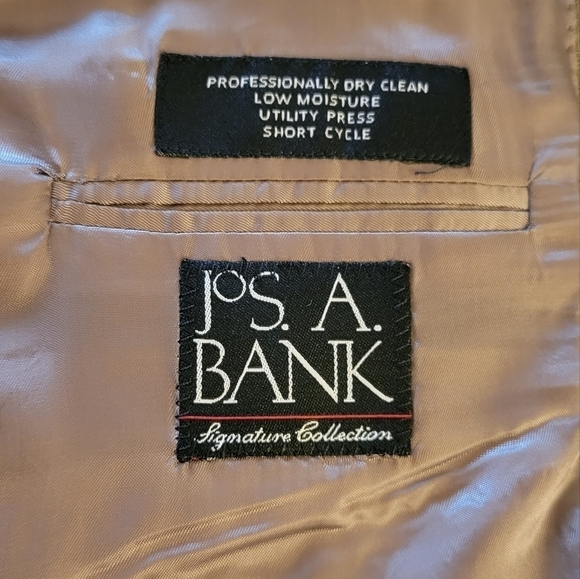 PROFESSIONALLY DRY CLEAN
LOW MOISTURE
UTILITY PRESS
SHORT CYCLE
JOS. A.
BANK
Signature Collection